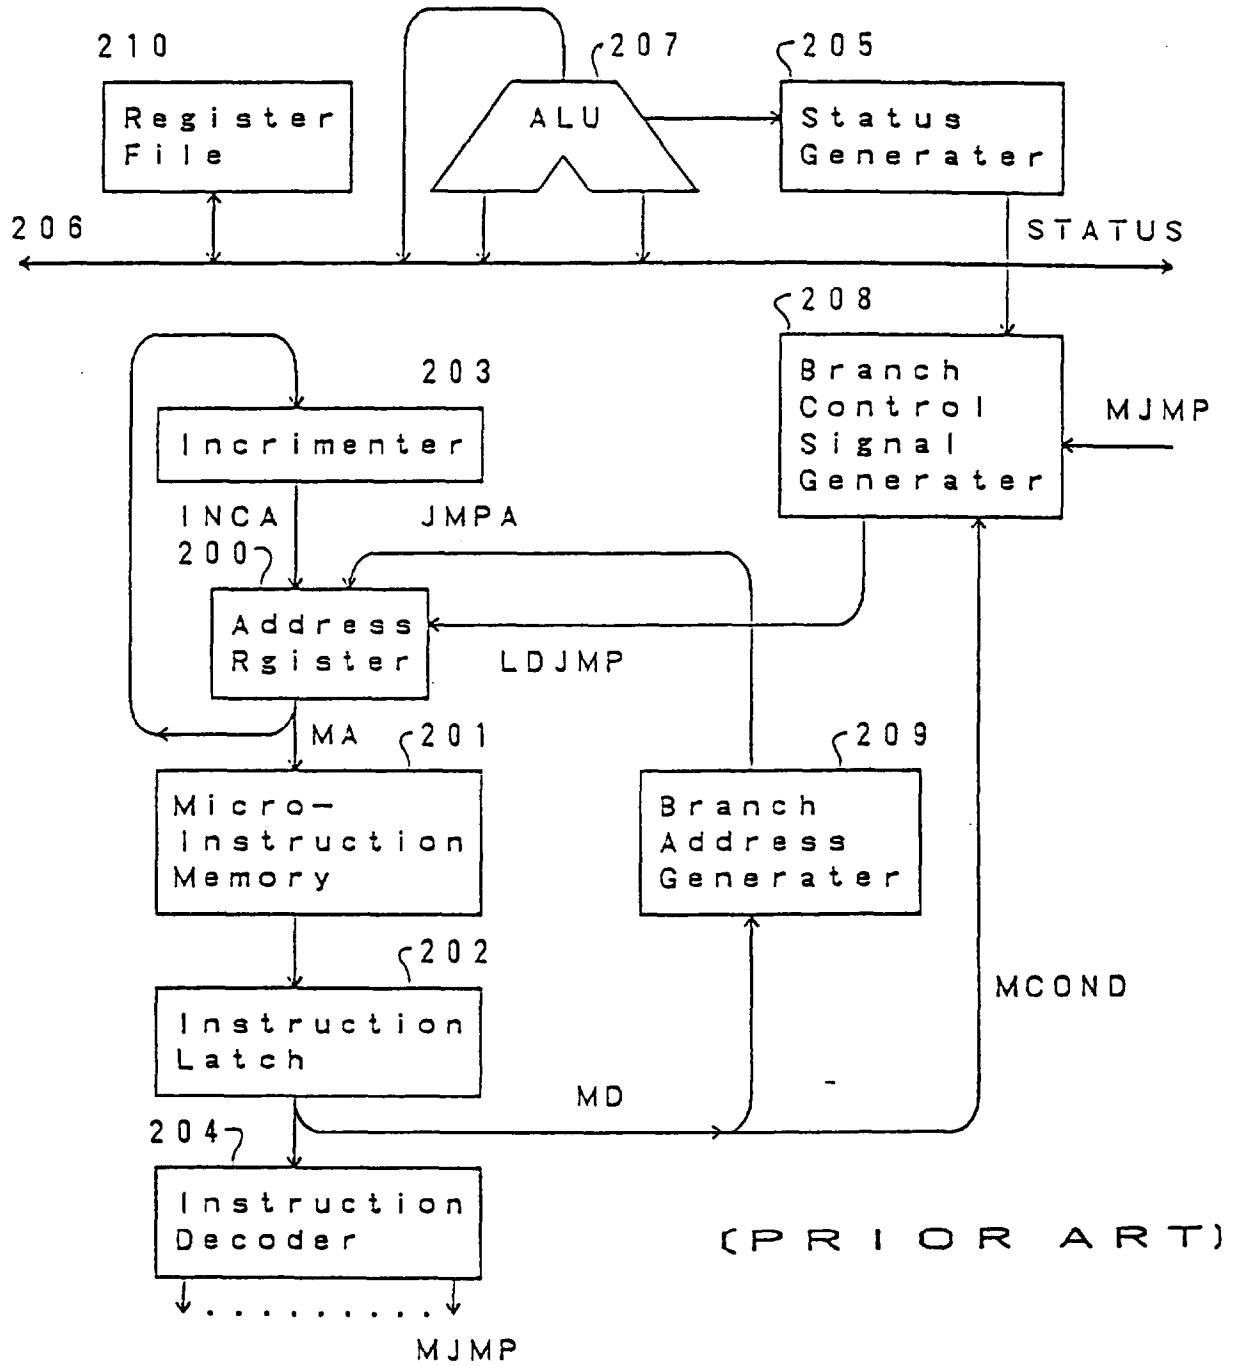 210
207
205
Register
File
ALU
Status
Generater
206
STATUS
208
203
Branch
Control
Signal
Generater
MJMP
Incrimenter
INCA
JMPA
200
Address
Rgister
LDJMP
MA
201
209
Micro-
Instruction
Memory
Branch
Address
Generater
202
MCOND
Instruction
Latch
MD
204
Instruction
Decoder
(PRIOR ART)
MJMP